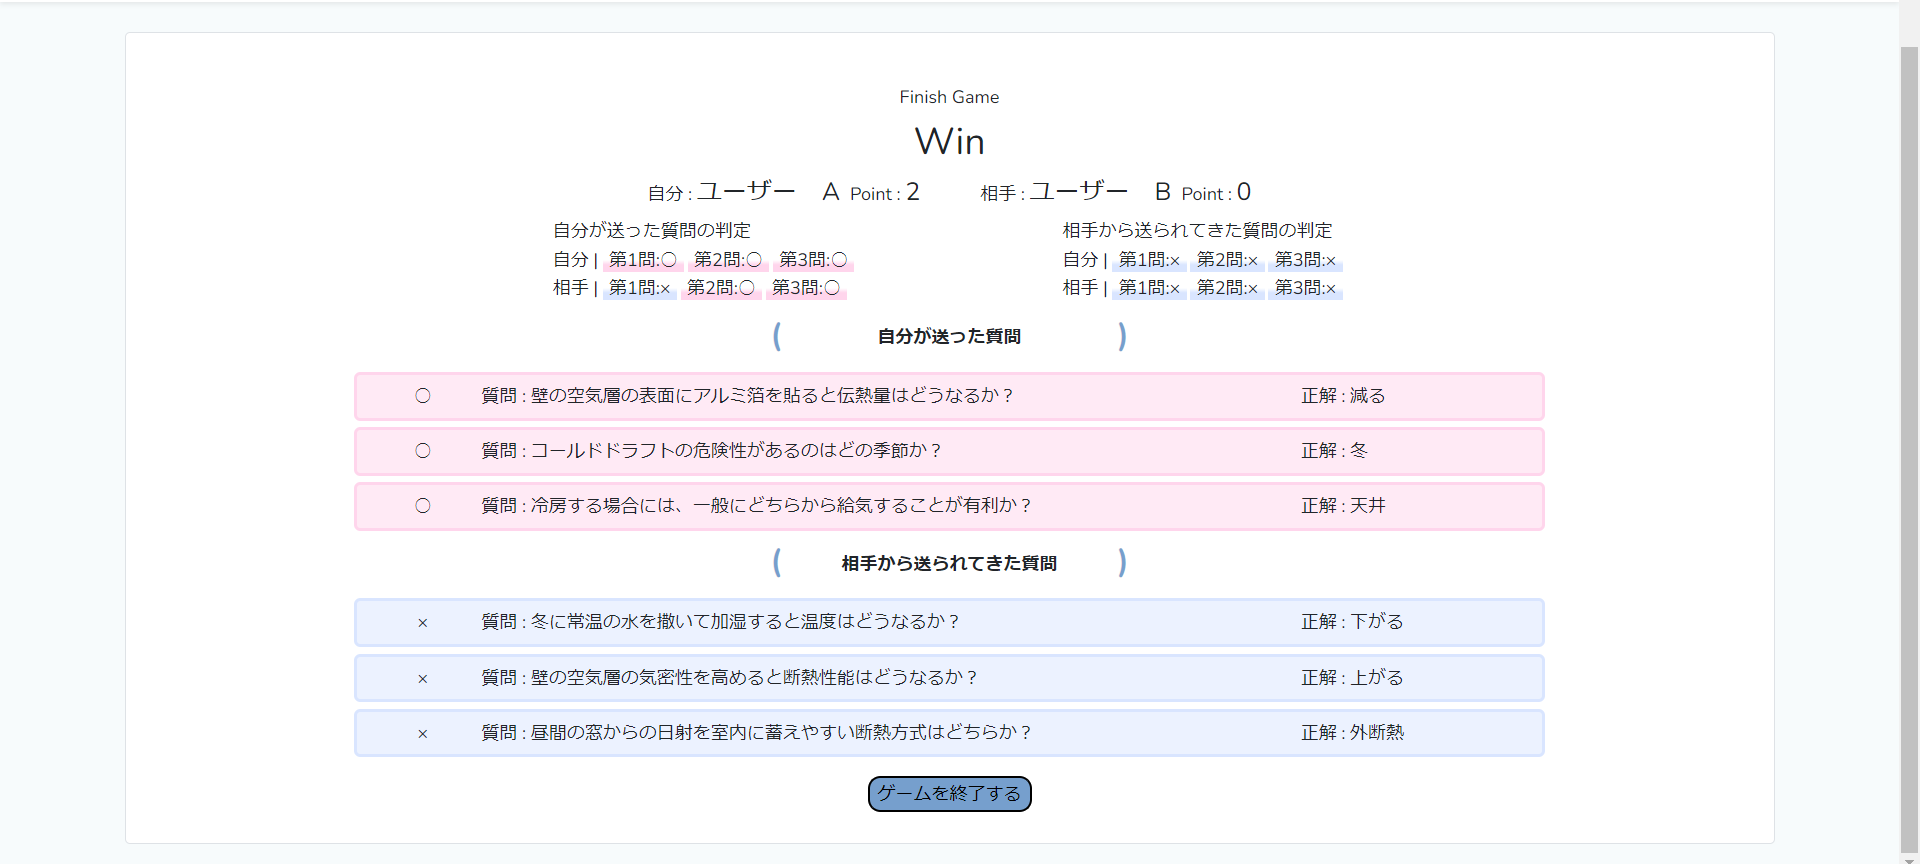 Finish Game
Win
自分 : ユーザー　A Point : 2 相手 : ユーザー　B Point : 0
自分が送った質問の判定 相手から送られてきた質問の判定
自分 | 第1問:〇 第2問:〇 第3問:〇 自分 | 第1問:× 第2問:× 第3問:×
相手 | 第1問:× 第2問:〇 第3問:〇 相手 | 第1問:× 第2問:× 第3問:×
( 自分が送った質問 )
〇 質問 : 壁の空気層の表面にアルミ箔を貼ると伝熱量はどうなるか？ 正解 : 減る
〇 質問 : コールドドラフトの危険性があるのはどの季節か？ 正解 : 冬
〇 質問 : 冷房する場合には、一般にどちらから給気することが有利か？ 正解 : 天井
( 相手から送られてきた質問 )
× 質問 : 冬に常温の水を撒いて加湿すると温度はどうなるか？ 正解 : 下がる
× 質問 : 壁の空気層の気密性を高めると断熱性能はどうなるか？ 正解 : 上がる
× 質問 : 昼間の窓からの日射を室内に蓄えやすい断熱方式はどちらか？ 正解 : 外断熱
ゲームを終了する